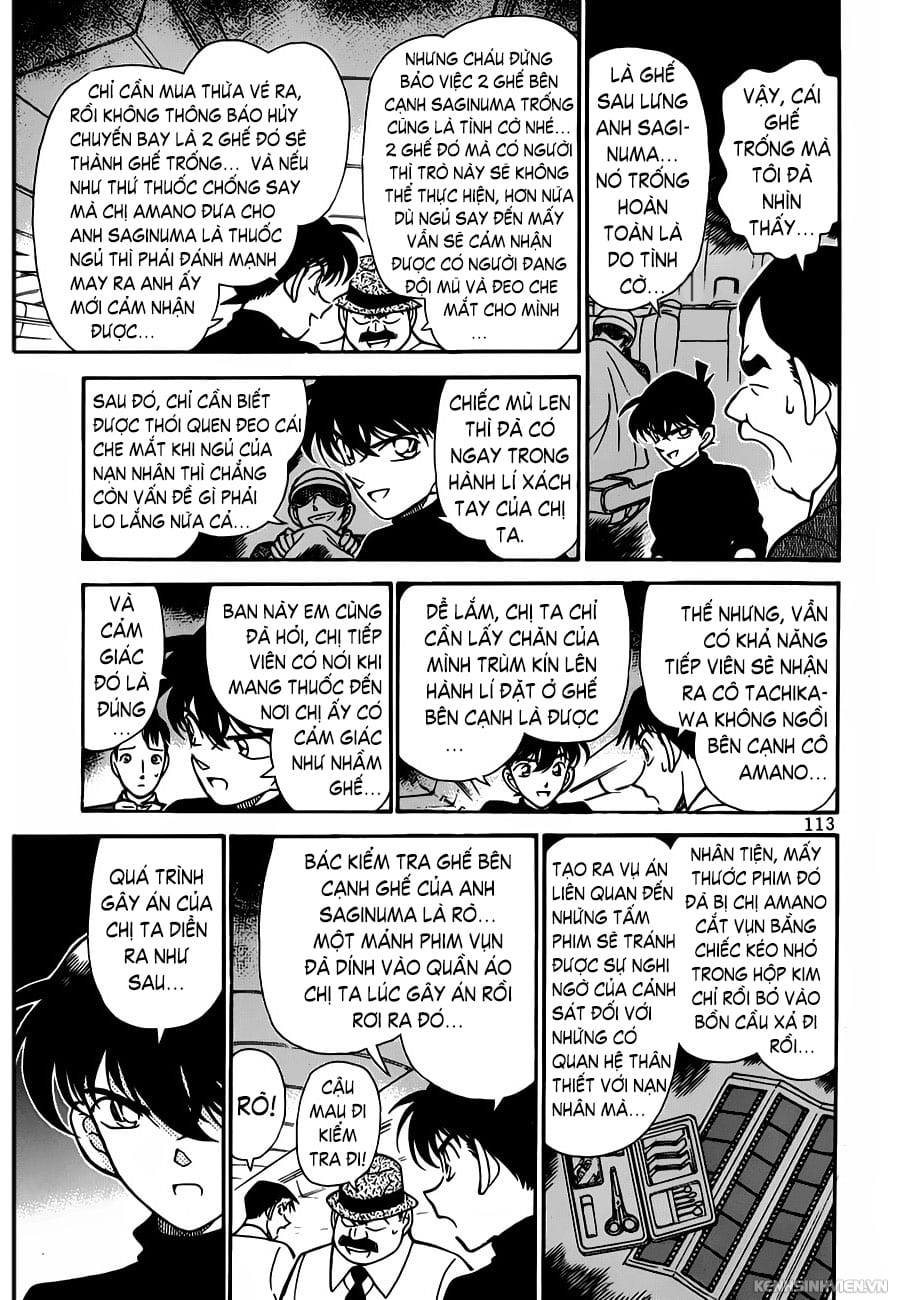 VẬY, CÁI
GHẾ
TRỐNG MÀ
TÔI ĐÃ
NHÌN
THẤY...
LÀ GHẾ
SAU LƯNG
ANH SAGI-
NUMA...
NÓ TRỐNG
HOÀN
TOÀN LÀ
DO TÌNH
CỜ...
NHƯNG CHÁU ĐỪNG
BẢO VIỆC 2 GHẾ BÊN
CẠNH SAGINUMA TRỐNG
CŨNG LÀ TÌNH CỜ NHÉ...
2 GHẾ ĐÓ MÀ CÓ NGƯỜI
THÌ TRÒ NÀY SẼ KHÔNG
THỂ THỰC HIỆN, HƠN NỮA
DÙ NGỦ SAY ĐẾN MẤY
VẪN SẼ CẢM NHẬN
ĐƯỢC CÓ NGƯỜI ĐANG
ĐỘI MŨ VÀ ĐEO CHE
MẮT CHO MÌNH
...
CHỈ CẦN MUA THỪA VÉ RA,
RỒI KHÔNG THÔNG BÁO HỦY
CHUYẾN BAY LÀ 2 GHẾ ĐÓ SẼ
THÀNH GHẾ TRỐNG... VÀ NẾU
NHƯ THỨ THUỐC CHỐNG SAY
MÀ CHỊ AMANO ĐƯA CHO
ANH SAGINUMA LÀ THUỐC
NGỦ THÌ PHẢI ĐÁNH MẠNH
MAY RA ANH ẤY
MỚI CẢM NHẬN
ĐƯỢC...
CHIẾC MŨ LEN
THÌ ĐÃ CÓ
NGAY TRONG
HÀNH LÍ XÁCH
TAY CỦA CHỊ
TA.
SAU ĐÓ, CHỈ CẦN BIẾT
ĐƯỢC THÓI QUEN ĐEO CÁI
CHE MẮT KHI NGỦ CỦA
NẠN NHÂN THÌ CHẲNG
CÒN VẤN ĐỀ GÌ PHẢI
LO LẮNG NỮA CẢ...
THẾ NHƯNG, VẪN
CÓ KHẢ NĂNG
TIẾP VIÊN SẼ NHẬN
RA CÔ TACHIKA-
WA KHÔNG NGỒI
BÊN CẠNH CÔ
AMANO...
DỄ LẮM, CHỊ TA CHỈ
CẦN LẤY CHĂN CỦA
MÌNH TRÙM KÍN LÊN
HÀNH LÍ ĐẶT Ở GHẾ
BÊN CẠNH LÀ ĐƯỢC
...
BAN NÃY EM CŨNG
ĐÃ HỎI, CHỊ TIẾP
VIÊN CÓ NÓI KHI
MANG THUỐC ĐẾN
NƠI CHỊ ẤY CÓ
CẢM GIÁC
NHƯ NHẦM
GHẾ...
VÀ
CẢM
GIÁC
ĐÓ LÀ
ĐÚNG...
113
NHÂN TIỆN, MẤY
THƯỚC PHIM ĐÓ
ĐÃ BỊ CHỊ AMANO
CẮT VỤN BẰNG
CHIẾC KÉO NHỎ
TRONG HỘP KIM
CHỈ RỒI BỎ VÀO
BỒN CẦU XẢ ĐI
RỒI...
TẠO RA VỤ ÁN
LIÊN QUAN ĐẾN
NHỮNG TẤM
PHIM SẼ TRÁNH
ĐƯỢC SỰ NGHI
NGỜ CỦA CẢNH
SÁT ĐỐI VỚI
NHỮNG CÓ
QUAN HỆ THÂN
THIẾT VỚI NẠN
NHÂN MÀ...
BÁC KIỂM TRA GHẾ BÊN
CẠNH GHẾ CỦA ANH
SAGINUMA LÀ RÕ...
MỘT MẢNH PHIM VỤN
ĐÃ DÍNH VÀO QUẦN ÁO
CHỊ TA LÚC GÂY ÁN RỒI
RƠI RA ĐÓ...
CẬU
MAU ĐI
KIỂM
TRA ĐI!
RÕ!
QUÁ TRÌNH
GÂY ÁN CỦA
CHỊ TA DIỄN
RA NHƯ
SAU...
KENHSINHVIEN.VN